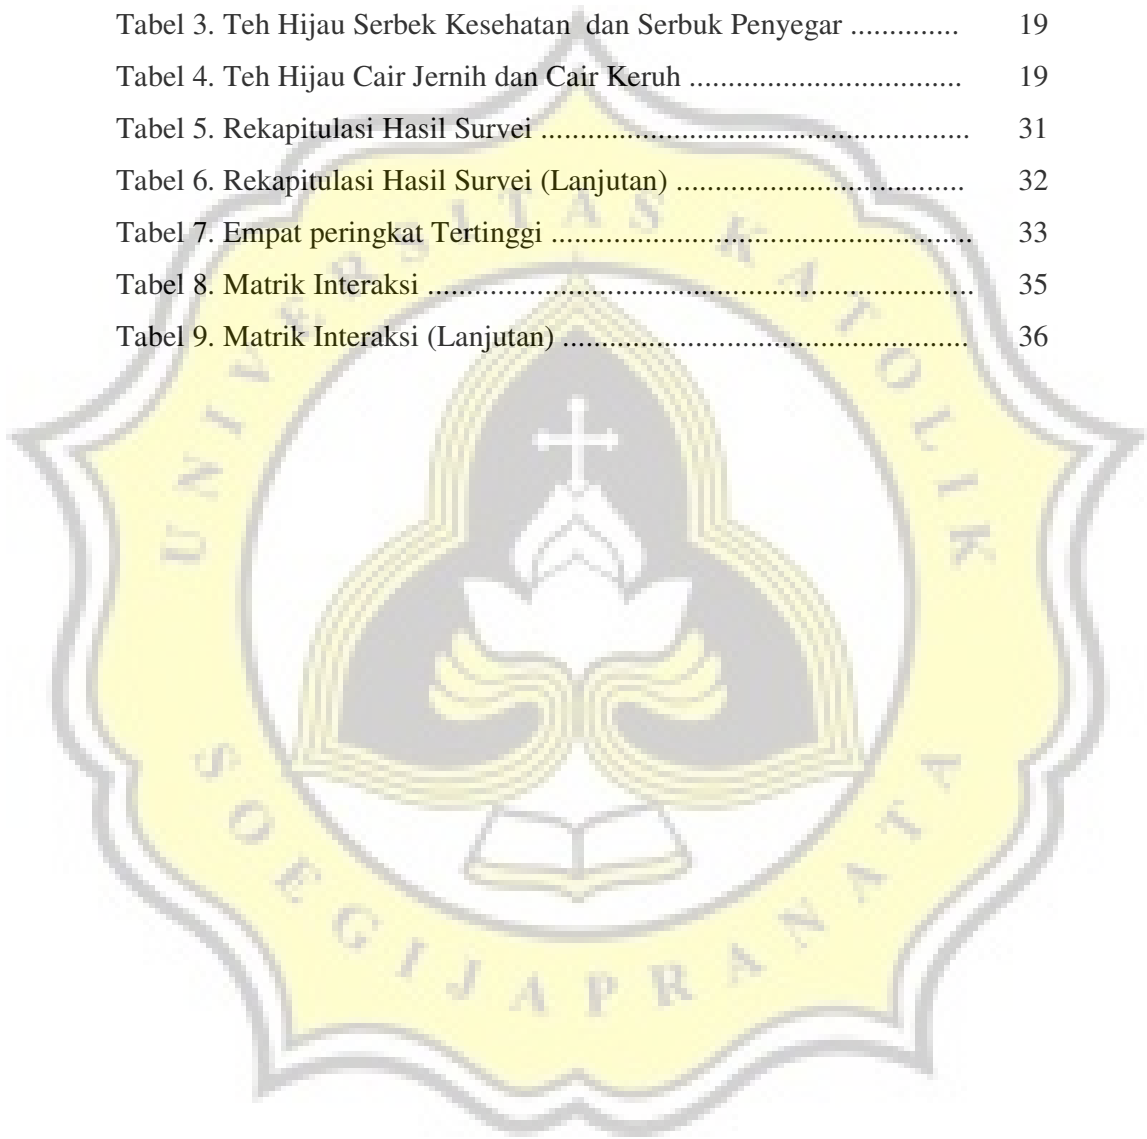 Tabel 3. Teh Hijau Serbek Kesehatan  dan Serbuk Penyegar .............. 19
Tabel 4. Teh Hijau Cair Jernih dan Cair Keruh .................................. 19
Tabel 5. Rekapitulasi Hasil Survei ...................................................... 31
Tabel 6. Rekapitulasi Hasil Survei (Lanjutan) .................................... 32
Tabel 7. Empat peringkat Tertinggi ..................................................... 33
Tabel 8. Matrik Interaksi ..................................................................... 35
Tabel 9. Matrik Interaksi (Lanjutan) ................................................... 36
UNIVERSITAS KATOLIK
SOEGIJAPRANATA